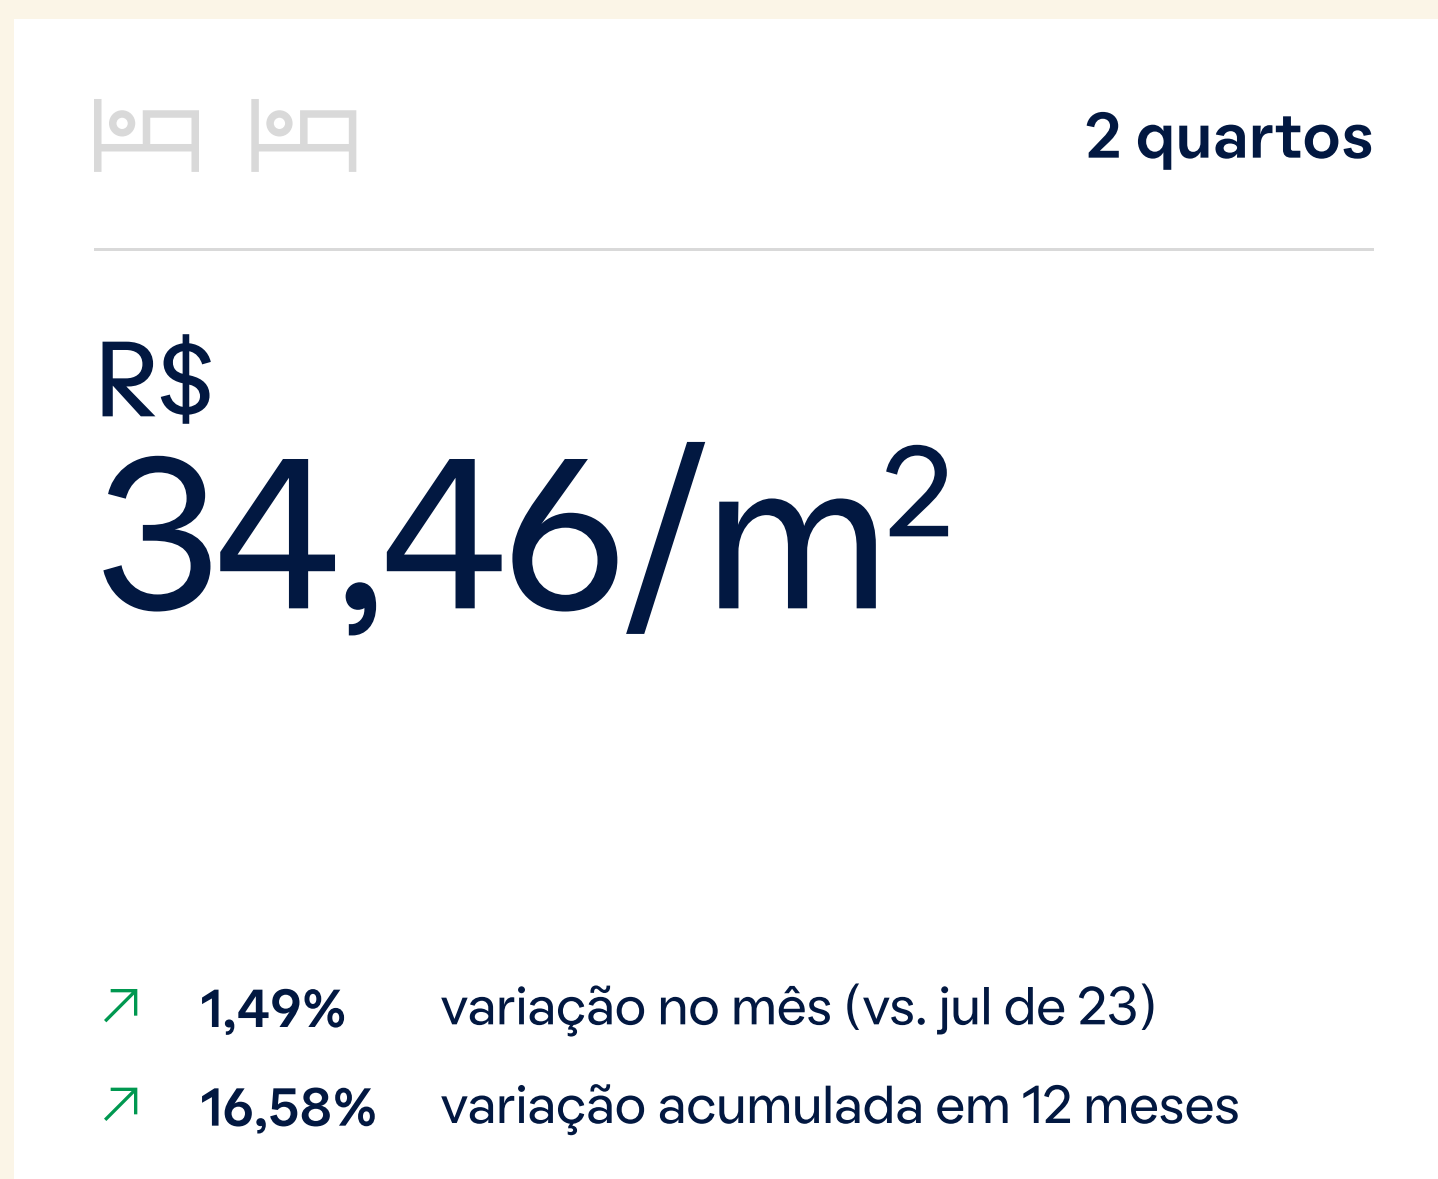 2 quartos
R$
34,46/m²
1,49% variação no mês (vs. jul de 23)
16,58% variação acumulada em 12 meses